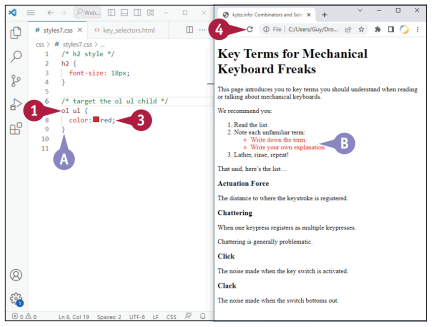 Web...
# styles7.css ×
<> key_selectors.html
css > # styles7.css > ...
1 /* h2 style */
2 h2 {
3 font-size: 18px;
4 }
5
6 /* target the ol ul child */
ol ul {
8 color: red;
9 }
10
11
1
3
A
0 0
Ln 6, Col 19 Spaces: 2 UTF-8 LF CSS
kybz.info: Combinators and Sele
4
File C:/Users/Guy/Dro...
Key Terms for Mechanical
Keyboard Freaks
This page introduces you to key terms you should understand when reading
or talking about mechanical keyboards.
We recommend you:
1. Read the list.
2. Note each unfamiliar term:
Write down the term.
Write your own explanation.
B
3. Lather, rinse, repeat!
That said, here's the list…
Actuation Force
The distance to where the keystroke is registered.
Chattering
When one keypress registers as multiple keypresses.
Chattering is generally problematic.
Click
The noise made when the key switch is activated.
Clack
The noise made when the switch bottoms out.